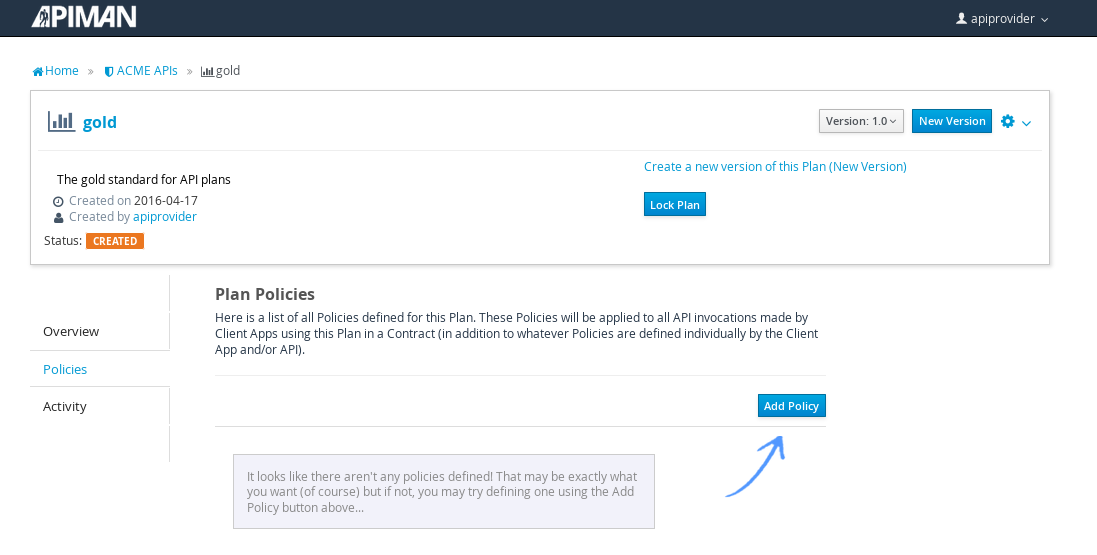 APIMAN
apiprovider
Home » ACME APIs » gold
gold
Version: 1.0
New Version
Create a new version of this Plan (New Version)
The gold standard for API plans
Created on 2016-04-17
Lock Plan
Created by apiprovider
Status: CREATED
Plan Policies
Here is a list of all Policies defined for this Plan. These Policies will be applied to all API invocations made by
Client Apps using this Plan in a Contract (in addition to whatever Policies are defined individually by the Client
App and/or API).
Overview
Policies
Activity
Add Policy
It looks like there aren't any policies defined! That may be exactly what
you want (of course) but if not, you may try defining one using the Add
Policy button above...